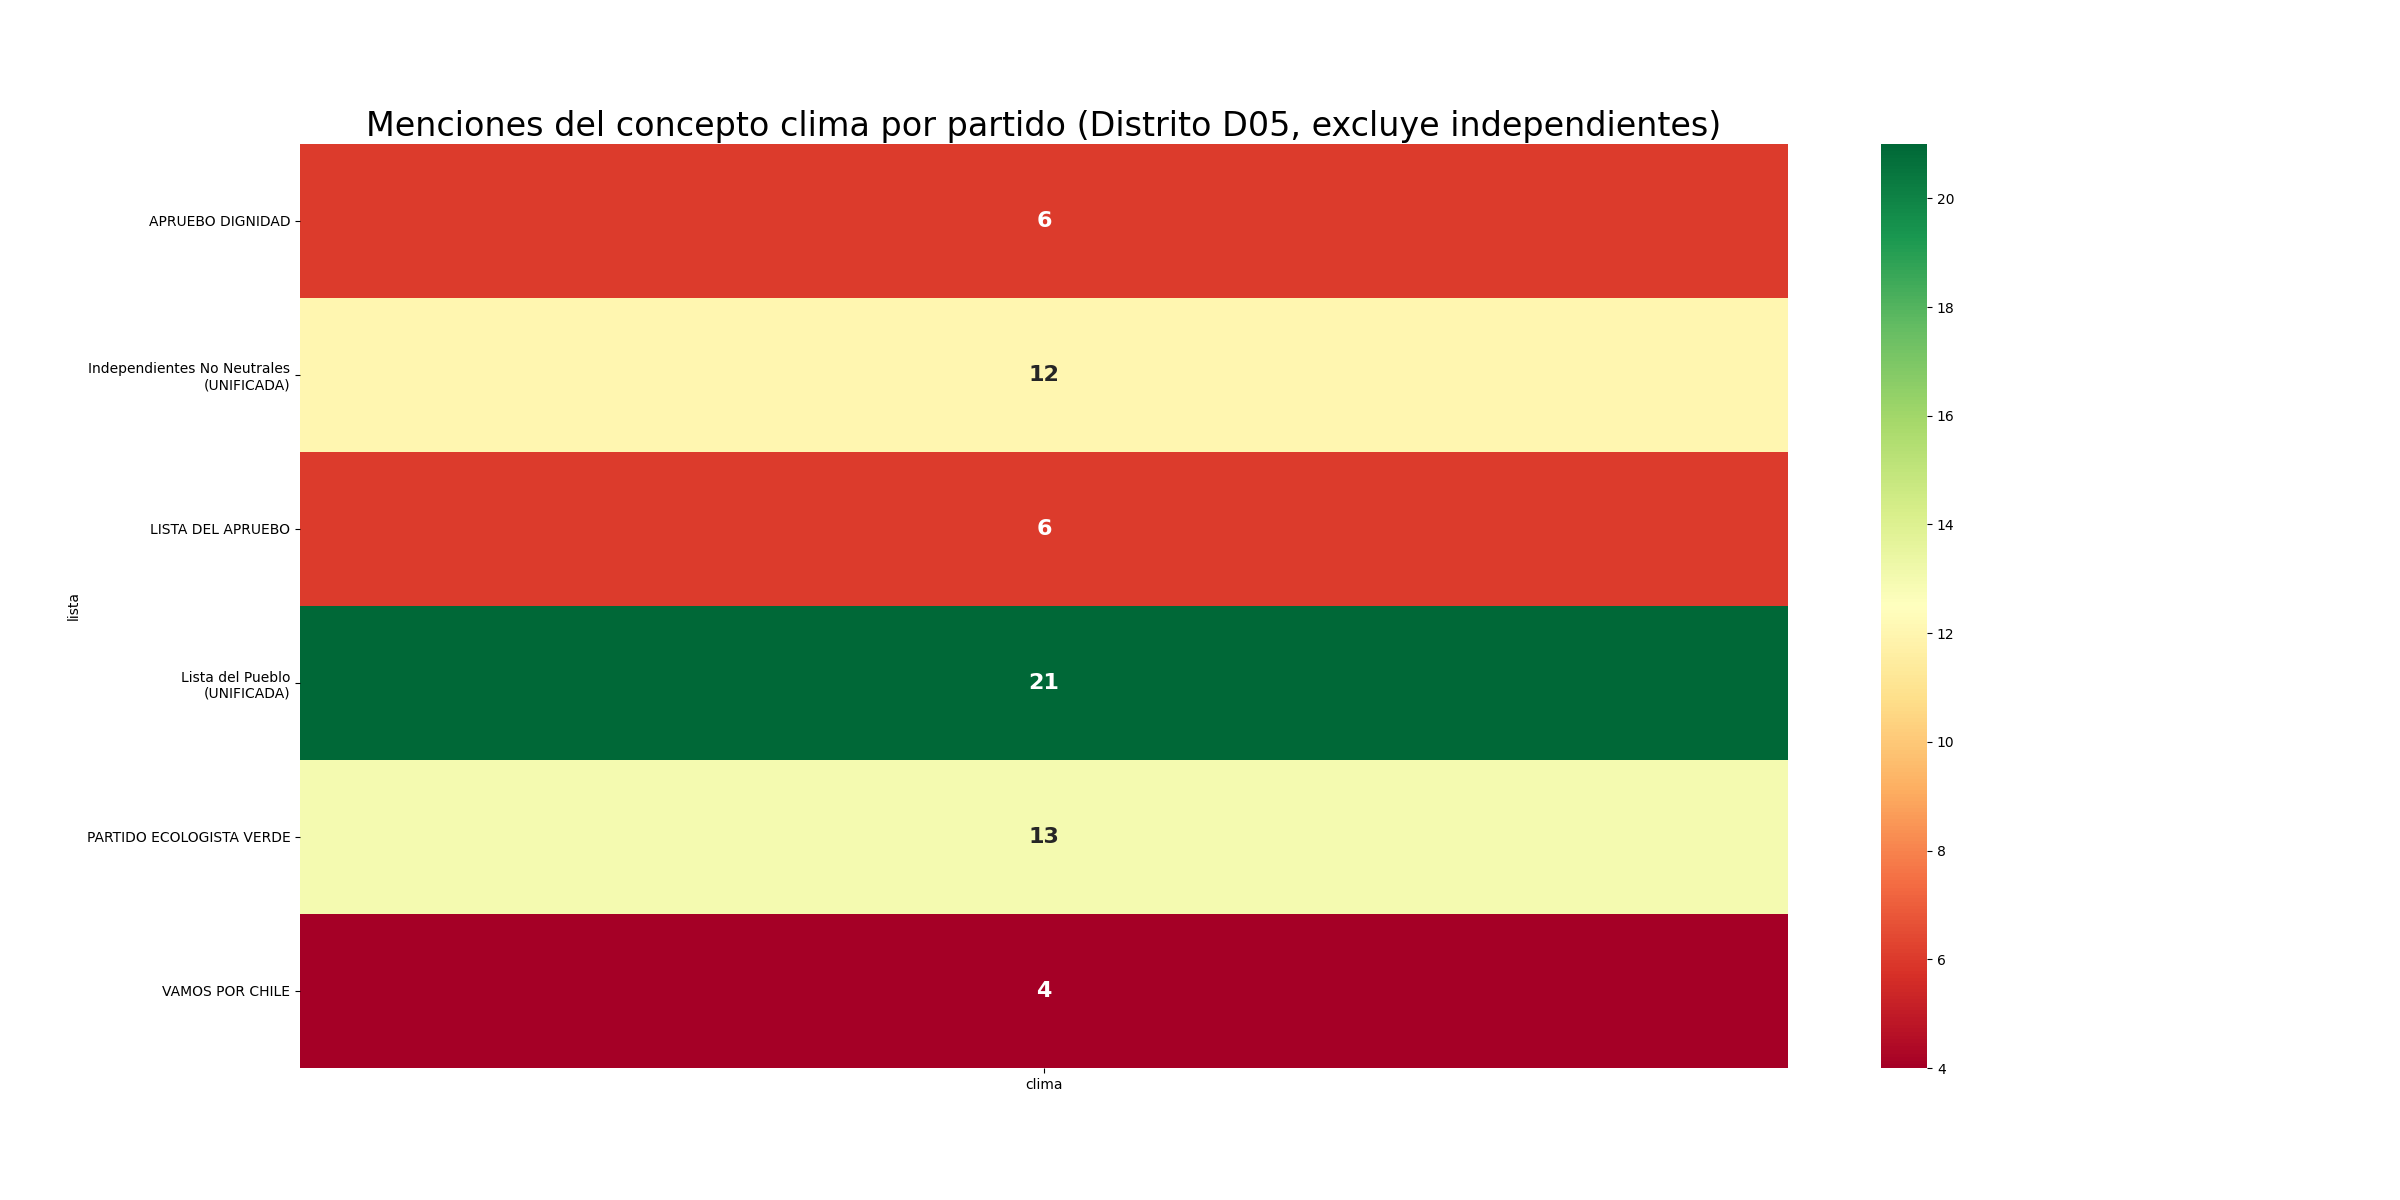 Menciones del concepto clima por partido (Distrito D05, excluye independientes)
lista
APRUEBO DIGNIDAD
6
Independientes No Neutrales
(UNIFICADA)
12
LISTA DEL APRUEBO
6
Lista del Pueblo
(UNIFICADA)
21
PARTIDO ECOLOGISTA VERDE
13
VAMOS POR CHILE
4
clima
20
18
16
14
12
10
8
6
4